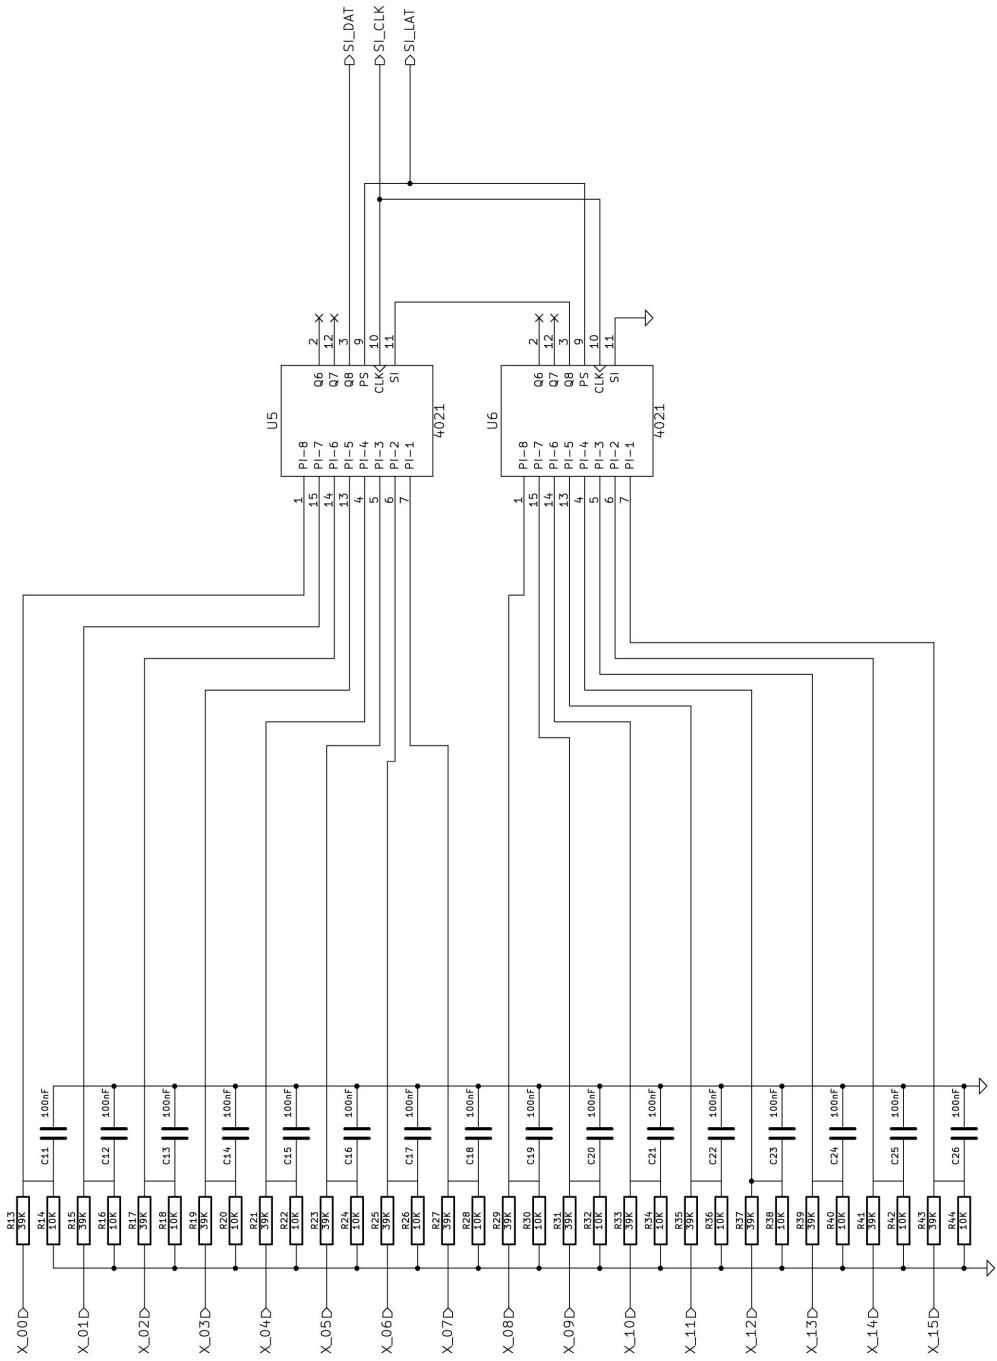 SI_DAT
SI_CLK
SI_LAT
U5
4021
2 Q6
12 Q7
3 Q8
9 PS
10 CLK
11 SI
PI-8 1
PI-7 15
PI-6 14
PI-5 13
PI-4 4
PI-3 5
PI-2 6
PI-1 7
U6
4021
2 Q6
12 Q7
3 Q8
9 PS
10 CLK
11 SI
PI-8 1
PI-7 15
PI-6 14
PI-5 13
PI-4 4
PI-3 5
PI-2 6
PI-1 7
C11 100nF
C12 100nF
C13 100nF
C14 100nF
C15 100nF
C16 100nF
C17 100nF
C18 100nF
C19 100nF
C20 100nF
C21 100nF
C22 100nF
C23 100nF
C24 100nF
C25 100nF
C26 100nF
R13 39K
R14 10K
R15 39K
R16 10K
R17 39K
R18 10K
R19 39K
R20 10K
R21 39K
R22 10K
R23 39K
R24 10K
R25 39K
R26 10K
R27 39K
R28 10K
R29 39K
R30 10K
R31 39K
R32 10K
R33 39K
R34 10K
R35 39K
R36 10K
R37 39K
R38 10K
R39 39K
R40 10K
R41 39K
R42 10K
R43 39K
R44 10K
X_00
X_01
X_02
X_03
X_04
X_05
X_06
X_07
X_08
X_09
X_10
X_11
X_12
X_13
X_14
X_15